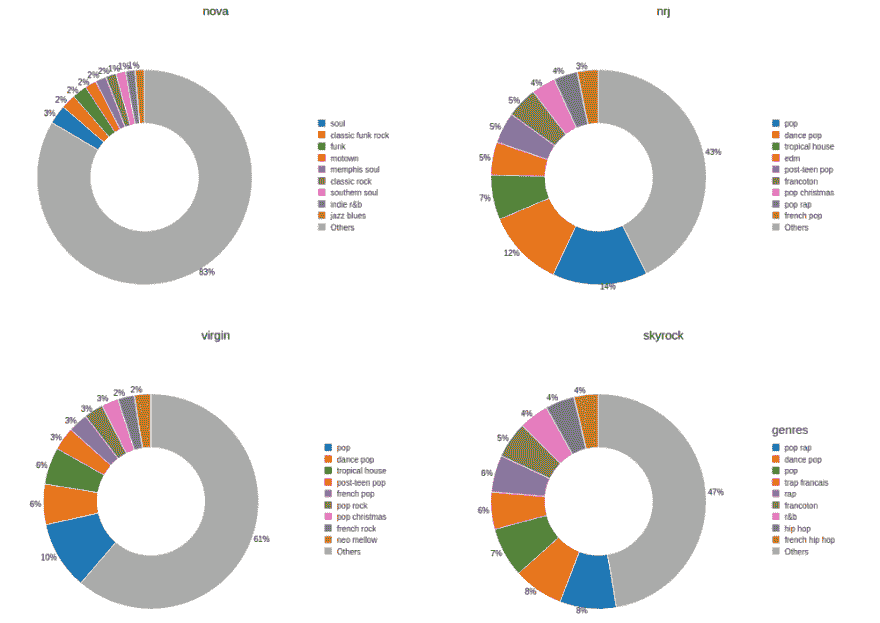 nova
nrj
1%
1%
1%
2%
2%
2%
2%
2%
3%
83%
soul
classic funk rock
funk
motown
memphis soul
classic rock
southern soul
indie r&b
jazz blues
Others
3%
4%
4%
5%
5%
5%
7%
12%
14%
43%
pop
dance pop
tropical house
edm
post-teen pop
francoton
pop christmas
pop rap
french pop
Others
virgin
skyrock
2%
2%
3%
3%
3%
3%
6%
6%
10%
61%
pop
dance pop
tropical house
post-teen pop
french pop
pop rock
pop christmas
french rock
neo mellow
Others
4%
4%
4%
5%
6%
6%
7%
8%
8%
47%
genres
pop rap
dance pop
pop
trap francais
rap
francoton
r&b
hip hop
french hip hop
Others